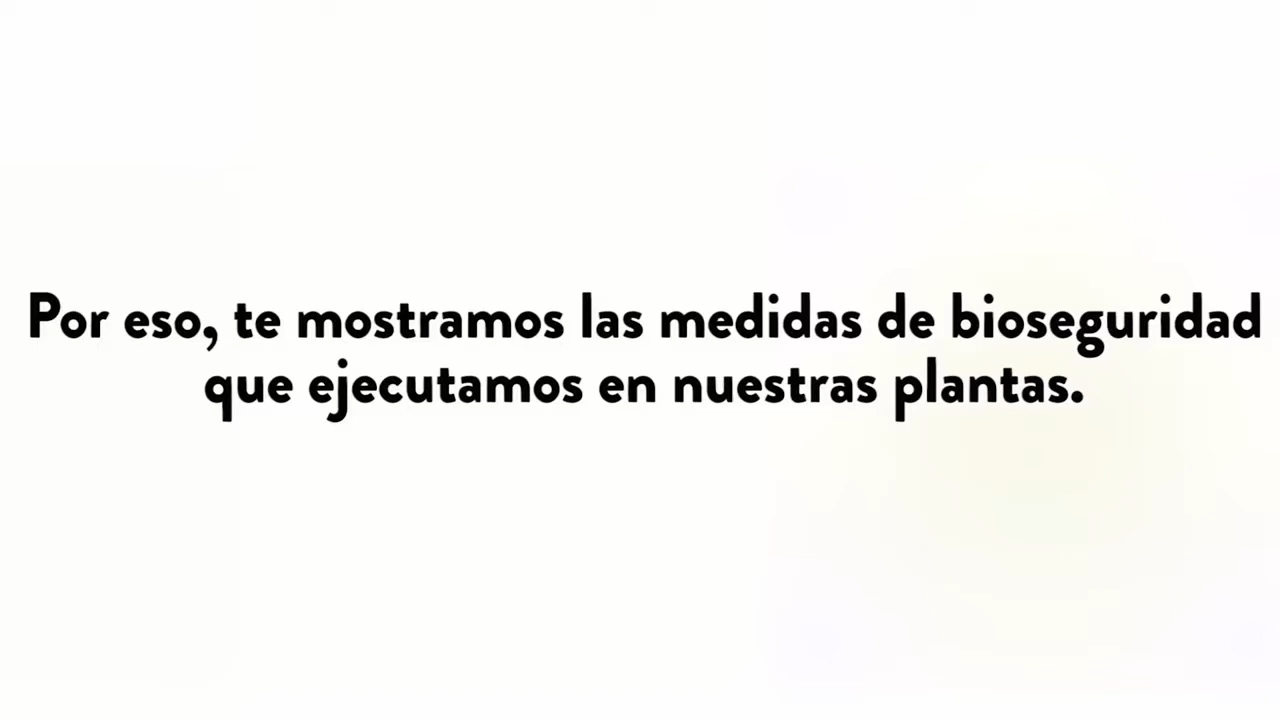 Por eso, te mostramos las medidas de bioseguridad
que ejecutamos en nuestras plantas.